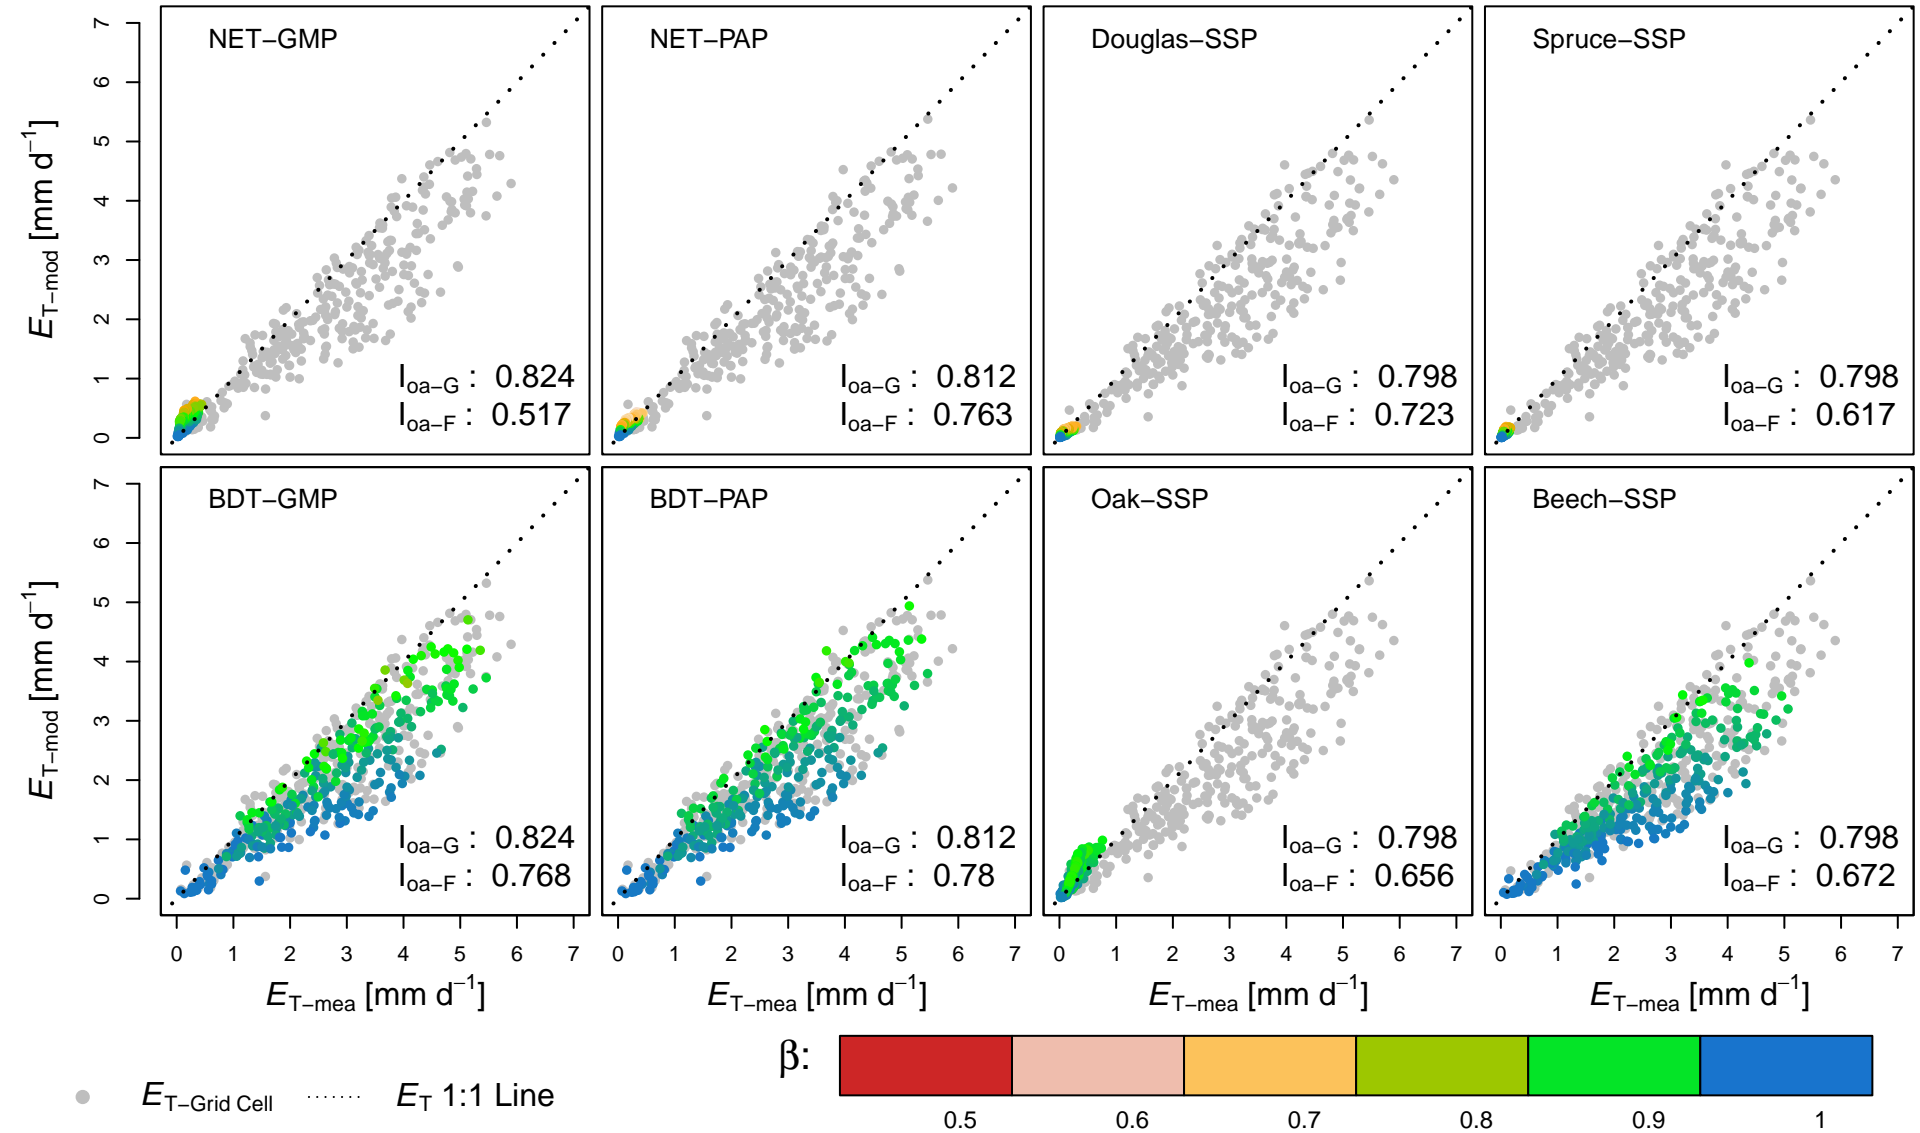 NET−GMP
NET−PAP
Douglas−SSP
Spruce−SSP
E_T−mod [mm d⁻¹]
7
6
5
4
3
2
1
0
I_oa−G : 0.824
I_oa−F : 0.517
I_oa−G : 0.812
I_oa−F : 0.763
I_oa−G : 0.798
I_oa−F : 0.723
I_oa−G : 0.798
I_oa−F : 0.617
BDT−GMP
BDT−PAP
Oak−SSP
Beech−SSP
E_T−mod [mm d⁻¹]
7
6
5
4
3
2
1
0
I_oa−G : 0.824
I_oa−F : 0.768
I_oa−G : 0.812
I_oa−F : 0.78
I_oa−G : 0.798
I_oa−F : 0.656
I_oa−G : 0.798
I_oa−F : 0.672
0 1 2 3 4 5 6 7
0 1 2 3 4 5 6 7
0 1 2 3 4 5 6 7
0 1 2 3 4 5 6 7
E_T−mea [mm d⁻¹]
E_T−mea [mm d⁻¹]
E_T−mea [mm d⁻¹]
E_T−mea [mm d⁻¹]
E_T−Grid Cell
E_T 1:1 Line
β:
0.5 0.6 0.7 0.8 0.9 1